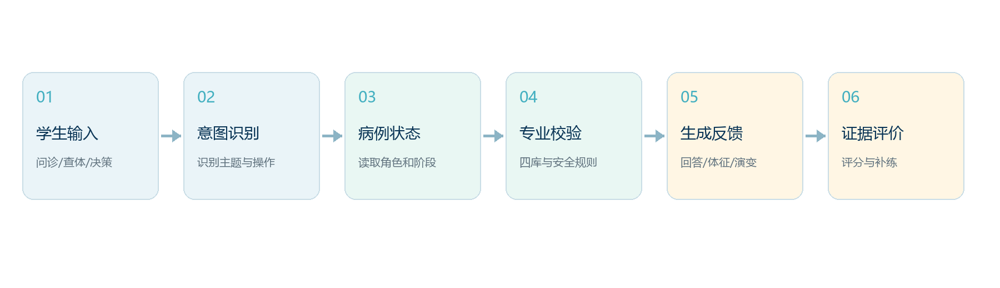 01
学生输入
问诊/查体/决策
02
意图识别
识别主题与操作
03
病例状态
读取角色和阶段
04
专业校验
四库与安全规则
05
生成反馈
回答/体征/演变
06
证据评价
评分与补练